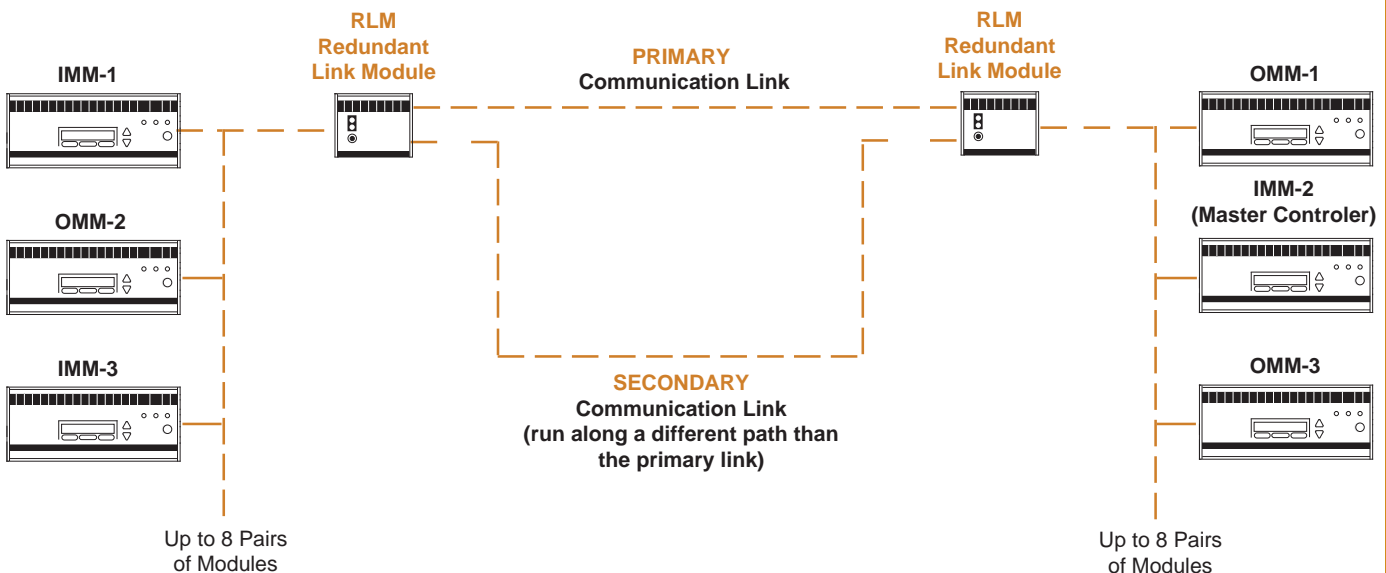 RLM
Redundant
Link Module
RLM
Redundant
Link Module
PRIMARY
Communication Link
IMM-1
OMM-1
OMM-2
IMM-2
(Master Controler)
IMM-3
OMM-3
SECONDARY
Communication Link
(run along a different path than
the primary link)
Up to 8 Pairs
of Modules
Up to 8 Pairs
of Modules